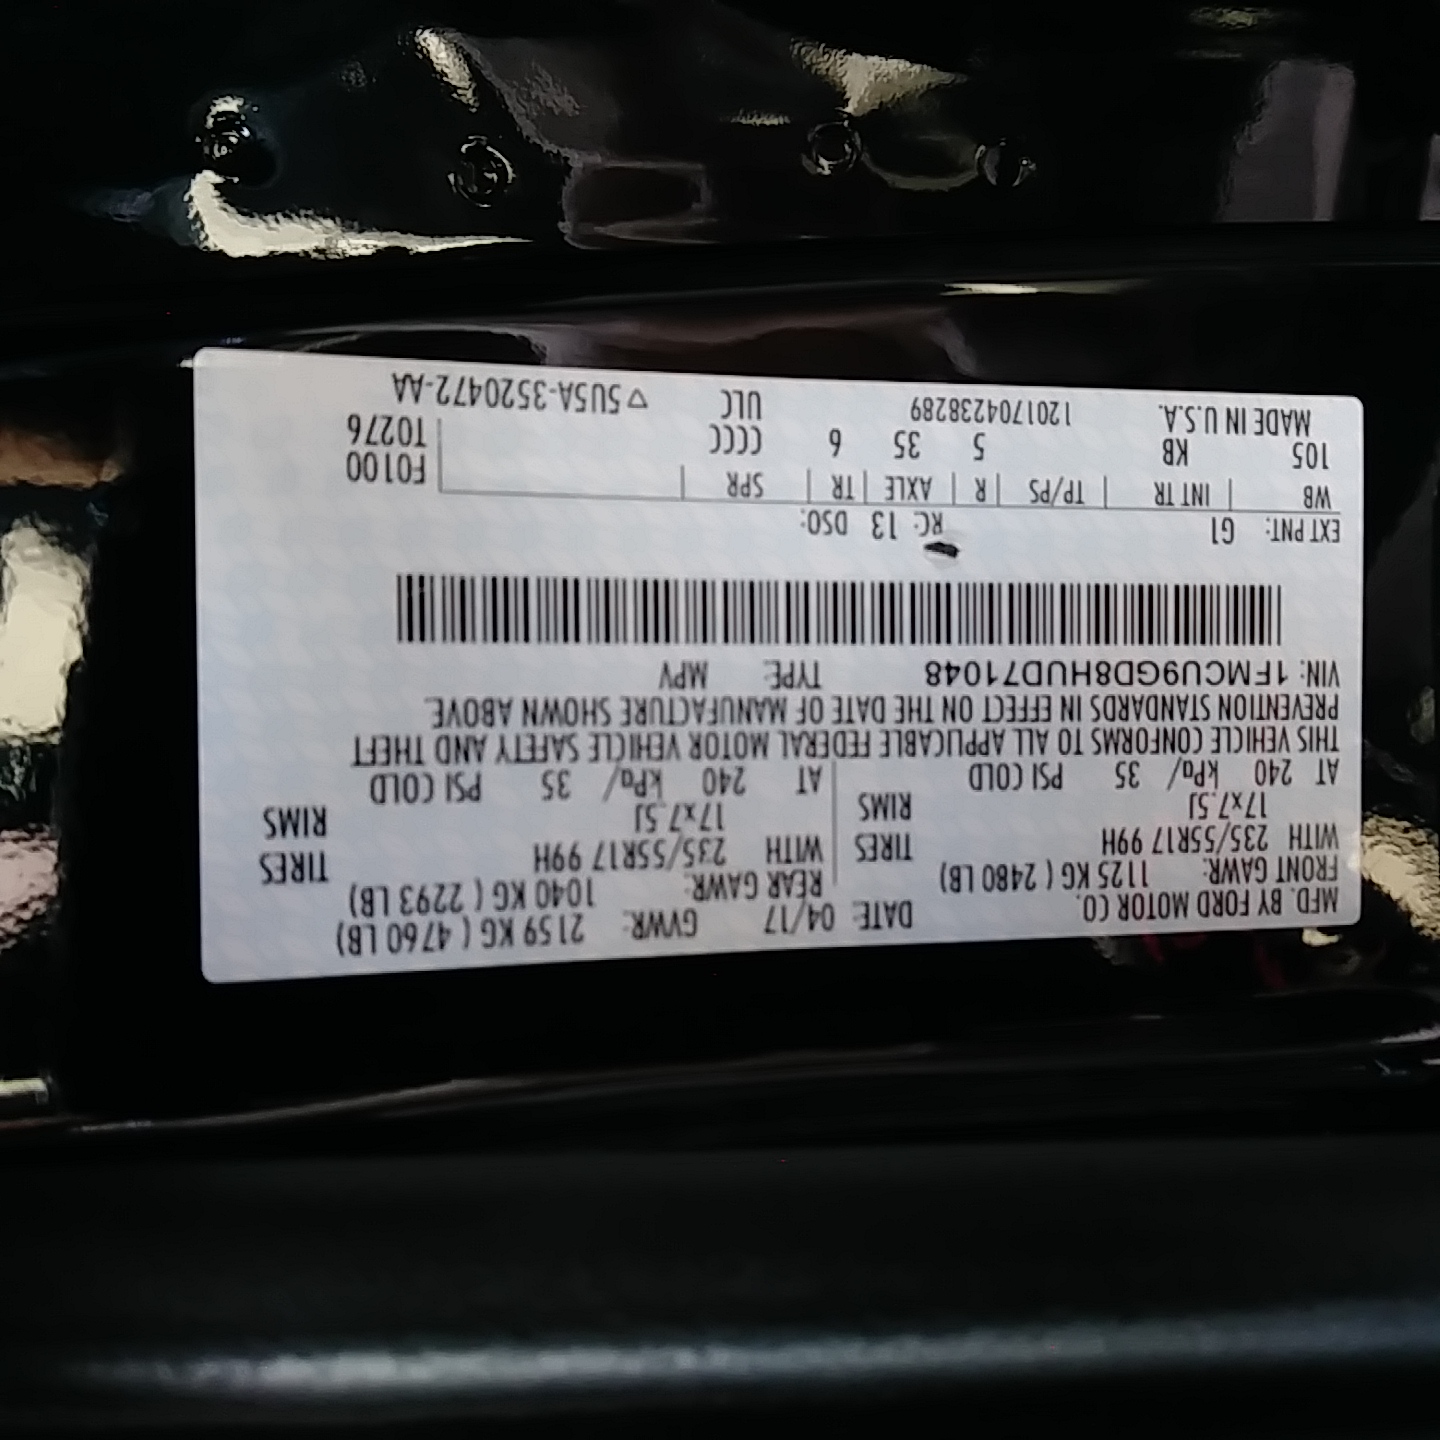 MFD. BY FORD MOTOR CO. DATE: 04/17 GVWR: 2159 KG ( 4760 LB)
FRONT GAWR: 1125 KG ( 2480 LB) REAR GAWR: 1040 KG ( 2293 LB)
WITH 235/55R17 99H TIRES WITH 235/55R17 99H TIRES
17x7.5J RIMS 17x7.5J RIMS
AT 240 kPa/ 35 PSI COLD AT 240 kPa/ 35 PSI COLD
THIS VEHICLE CONFORMS TO ALL APPLICABLE FEDERAL MOTOR VEHICLE SAFETY AND THEFT
PREVENTION STANDARDS IN EFFECT ON THE DATE OF MANUFACTURE SHOWN ABOVE.
VIN: 1FMCU9GD8HUD71048 TYPE: MPV
EXT PNT: G1 RC: 13 DSO:
WB INT TR TP/PS R AXLE TR SPR F0100
105 KB 5 35 6 CCCC T0276
MADE IN U.S.A. 120170423829 ULC ▽5U5A-3520472-AA